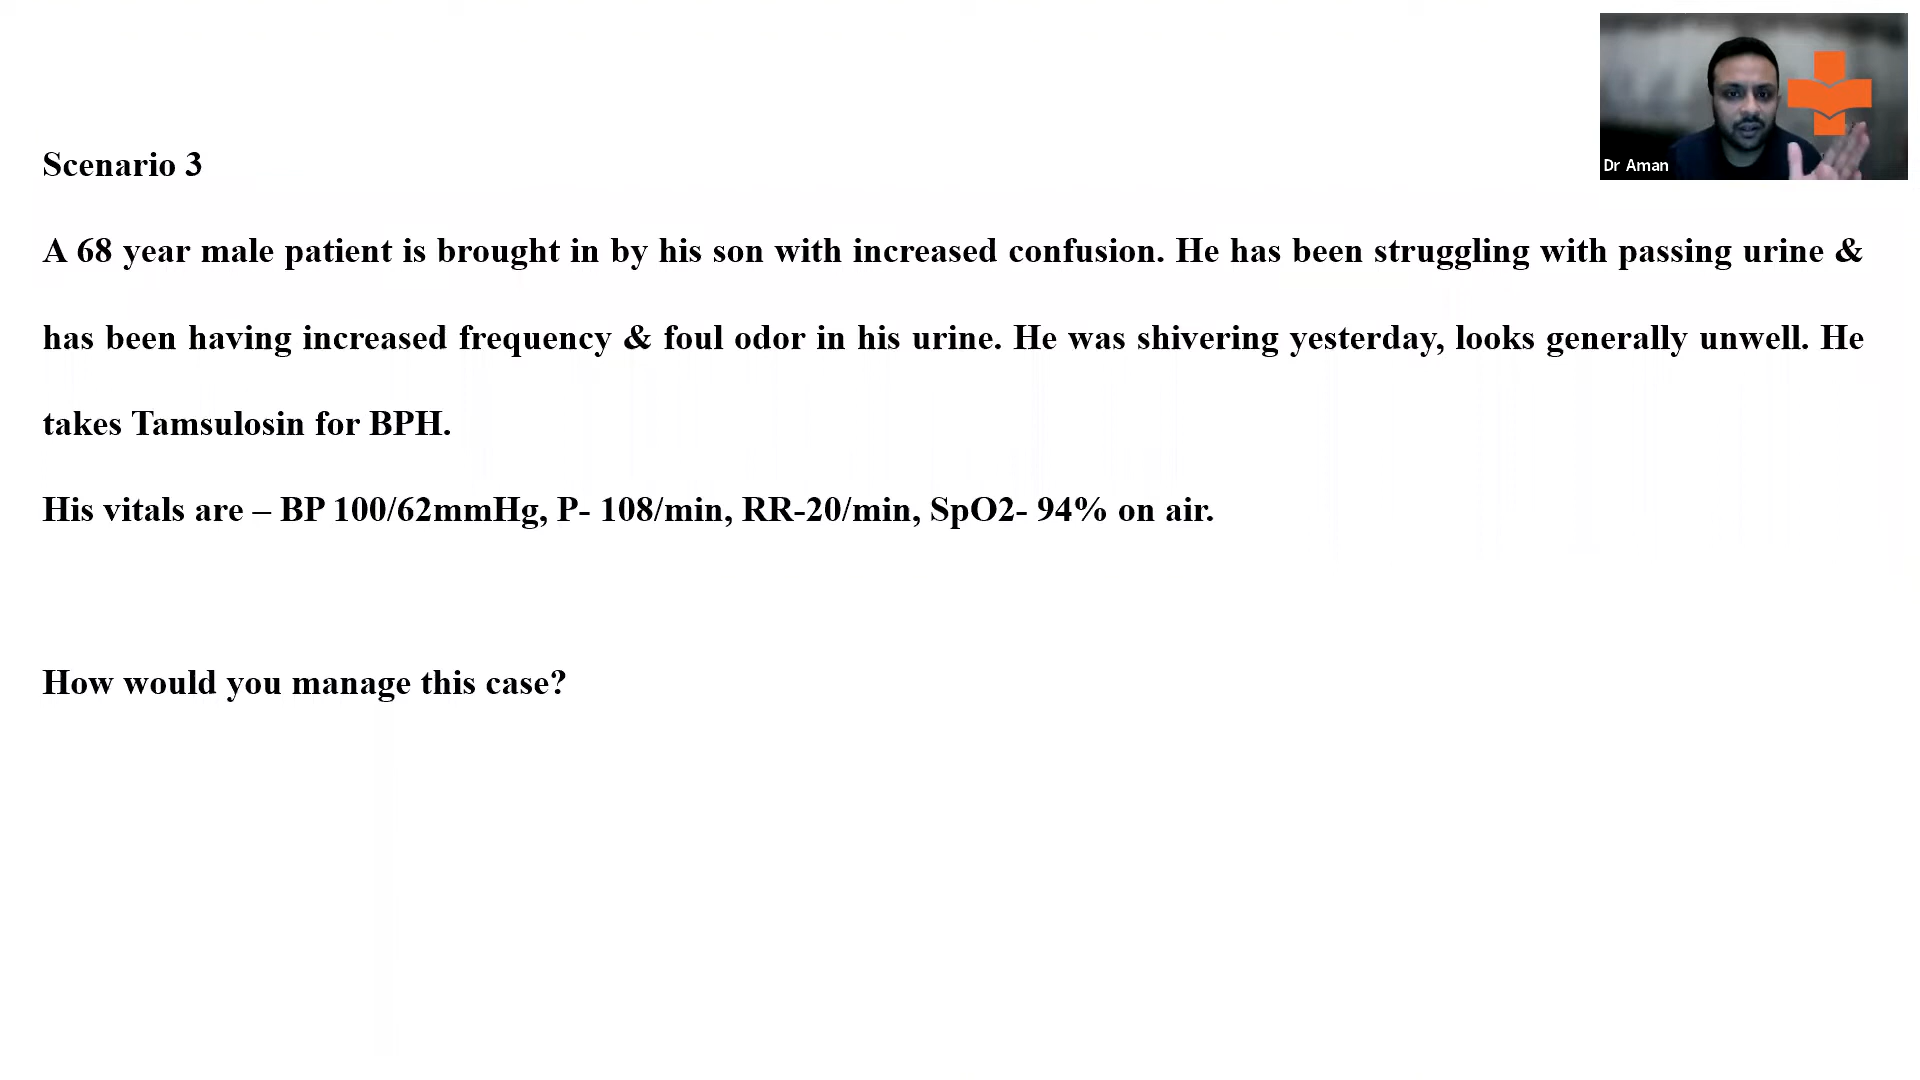 Dr Aman
Scenario 3
A 68 year male patient is brought in by his son with increased confusion. He has been struggling with passing urine &
has been having increased frequency & foul odor in his urine. He was shivering yesterday, looks generally unwell. He
takes Tamsulosin for BPH.
His vitals are – BP 100/62mmHg, P- 108/min, RR-20/min, SpO2- 94% on air.
How would you manage this case?